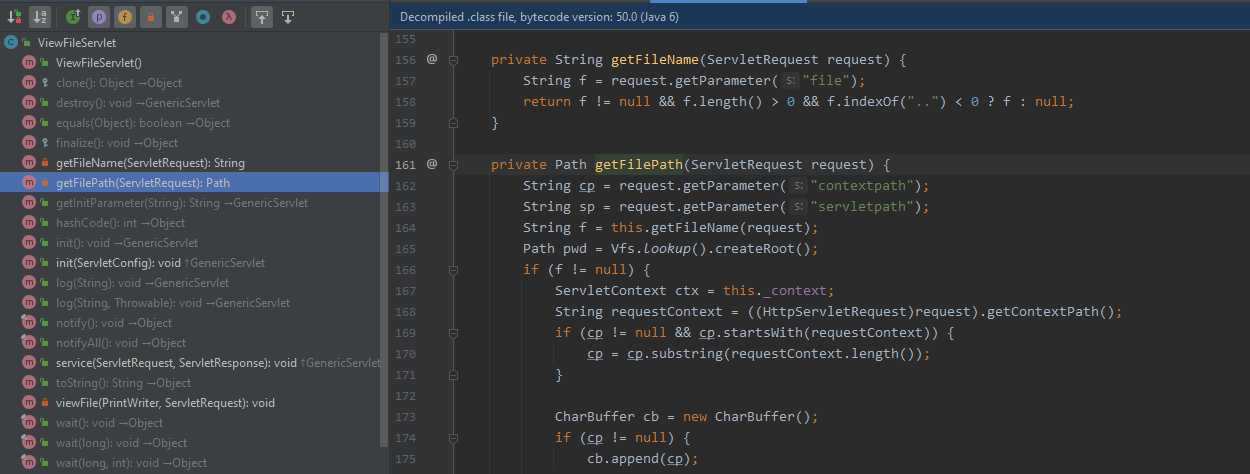 Decompiled .class file, bytecode version: 50.0 (Java 6)
ViewFileServlet
ViewFileServlet()
clone(): Object →Object
destroy(): void →GenericServlet
equals(Object): boolean →Object
finalize(): void →Object
getFileName(ServletRequest): String
getFilePath(ServletRequest): Path
getInitParameter(String): String →GenericServlet
hashCode(): int →Object
init(): void →GenericServlet
init(ServletConfig): void ↑GenericServlet
log(String): void →GenericServlet
log(String, Throwable): void →GenericServlet
notify(): void →Object
notifyAll(): void →Object
service(ServletRequest, ServletResponse): void ↑GenericServlet
toString(): String →Object
viewFile(PrintWriter, ServletRequest): void
wait(): void →Object
wait(long): void →Object
wait(long, int): void →Object
155
156 @ private String getFileName(ServletRequest request) {
157 String f = request.getParameter( s: "file");
158 return f != null && f.length() > 0 && f.indexOf("..") < 0 ? f : null;
159 }
160
161 @ private Path getFilePath(ServletRequest request) {
162 String cp = request.getParameter( s: "contextpath");
163 String sp = request.getParameter( s: "servletpath");
164 String f = this.getFileName(request);
165 Path pwd = Vfs.lookup().createRoot();
166 if (f != null) {
167 ServletContext ctx = this._context;
168 String requestContext = ((HttpServletRequest)request).getContextPath();
169 if (cp != null && cp.startsWith(requestContext)) {
170 cp = cp.substring(requestContext.length());
171 }
172
173 CharBuffer cb = new CharBuffer();
174 if (cp != null) {
175 cb.append(cp);